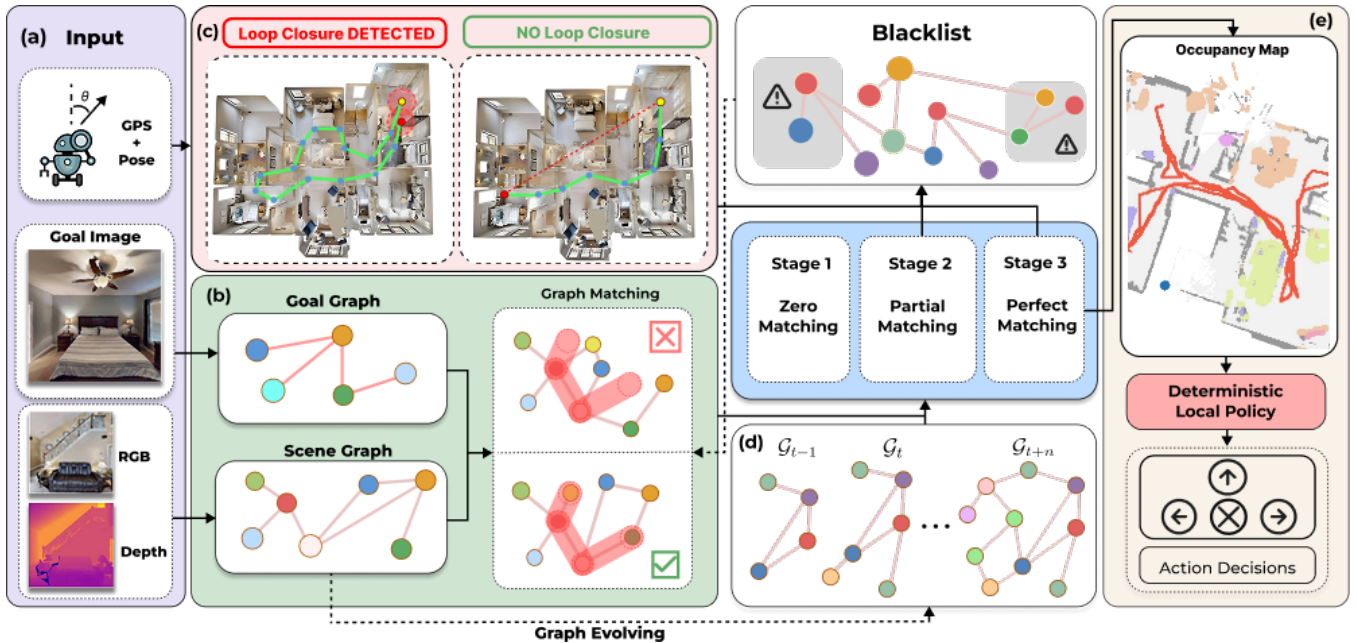 (a) Input
θ
GPS
+
Pose
Goal Image
RGB
Depth
(c)
Loop Closure DETECTED
NO Loop Closure
(b)
Goal Graph
Scene Graph
Graph Matching
Graph Evolving
Blacklist
Stage 1
Zero
Matching
Stage 2
Partial
Matching
Stage 3
Perfect
Matching
(d)
𝒢t−1
𝒢t
𝒢t+n
...
(e)
Occupancy Map
Deterministic
Local Policy
Action Decisions